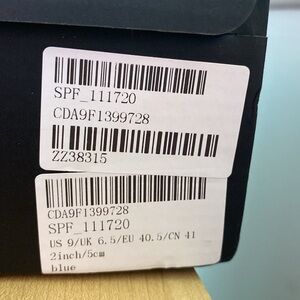 SPF_111720
CDA9F1399728
ZZ38315
CDA9F1399728
SPF_111720
US 9/UK 6.5/EU 40.5/CN 41
2inch/5cm
blue